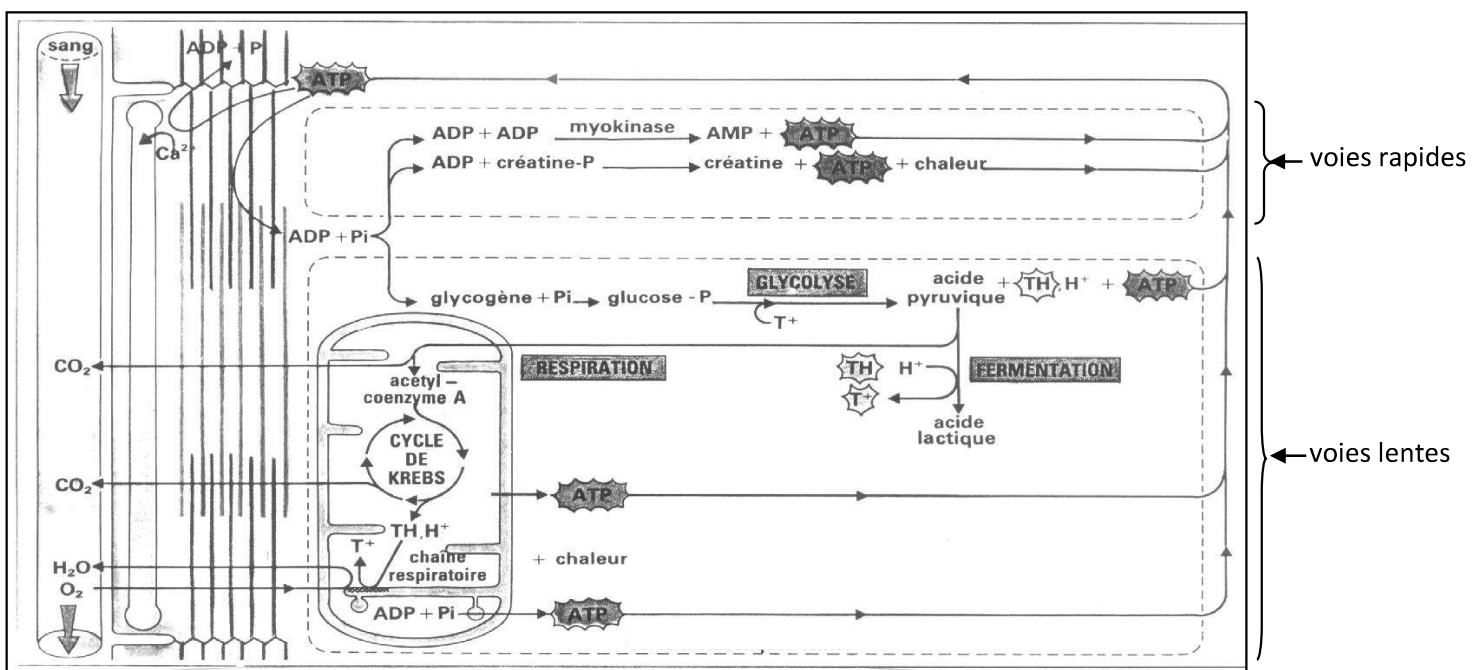 sang
ADP + P
ATP
Ca²⁺
ADP + ADP myokinase AMP + ATP
ADP + créatine-P créatine + ATP + chaleur
voies rapides
ADP + Pi
glycogène + Pi glucose - P GLYCOLYSE acide pyruvique + TH, H⁺ + ATP
T⁺
CO₂
RESPIRATION
TH H⁺ FERMENTATION
T⁺
acide
lactique
acetyl –
coenzyme A
CYCLE
DE
KREBS
voies lentes
CO₂
ATP
TH, H⁺
T⁺
chaîne
respiratoire
+ chaleur
H₂O
O₂
ADP + Pi
ATP